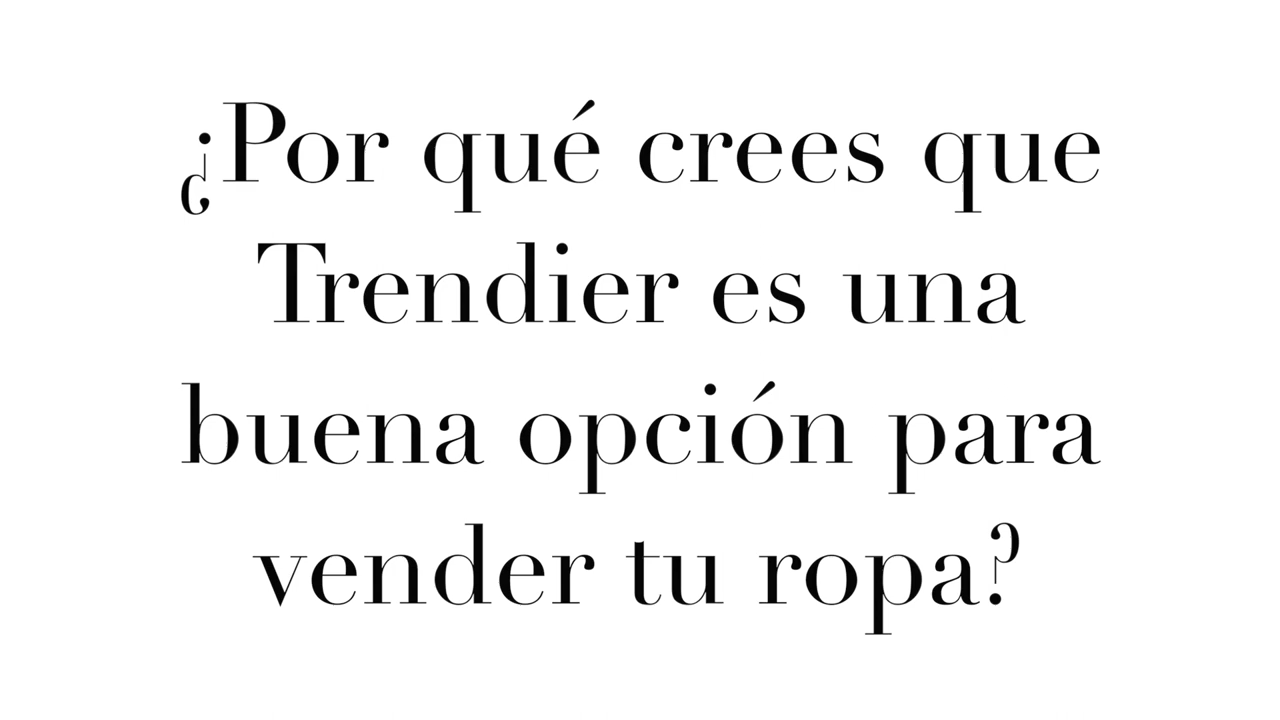 ¿Por qué crees que
Trendier es una
buena opción para
vender tu ropa?